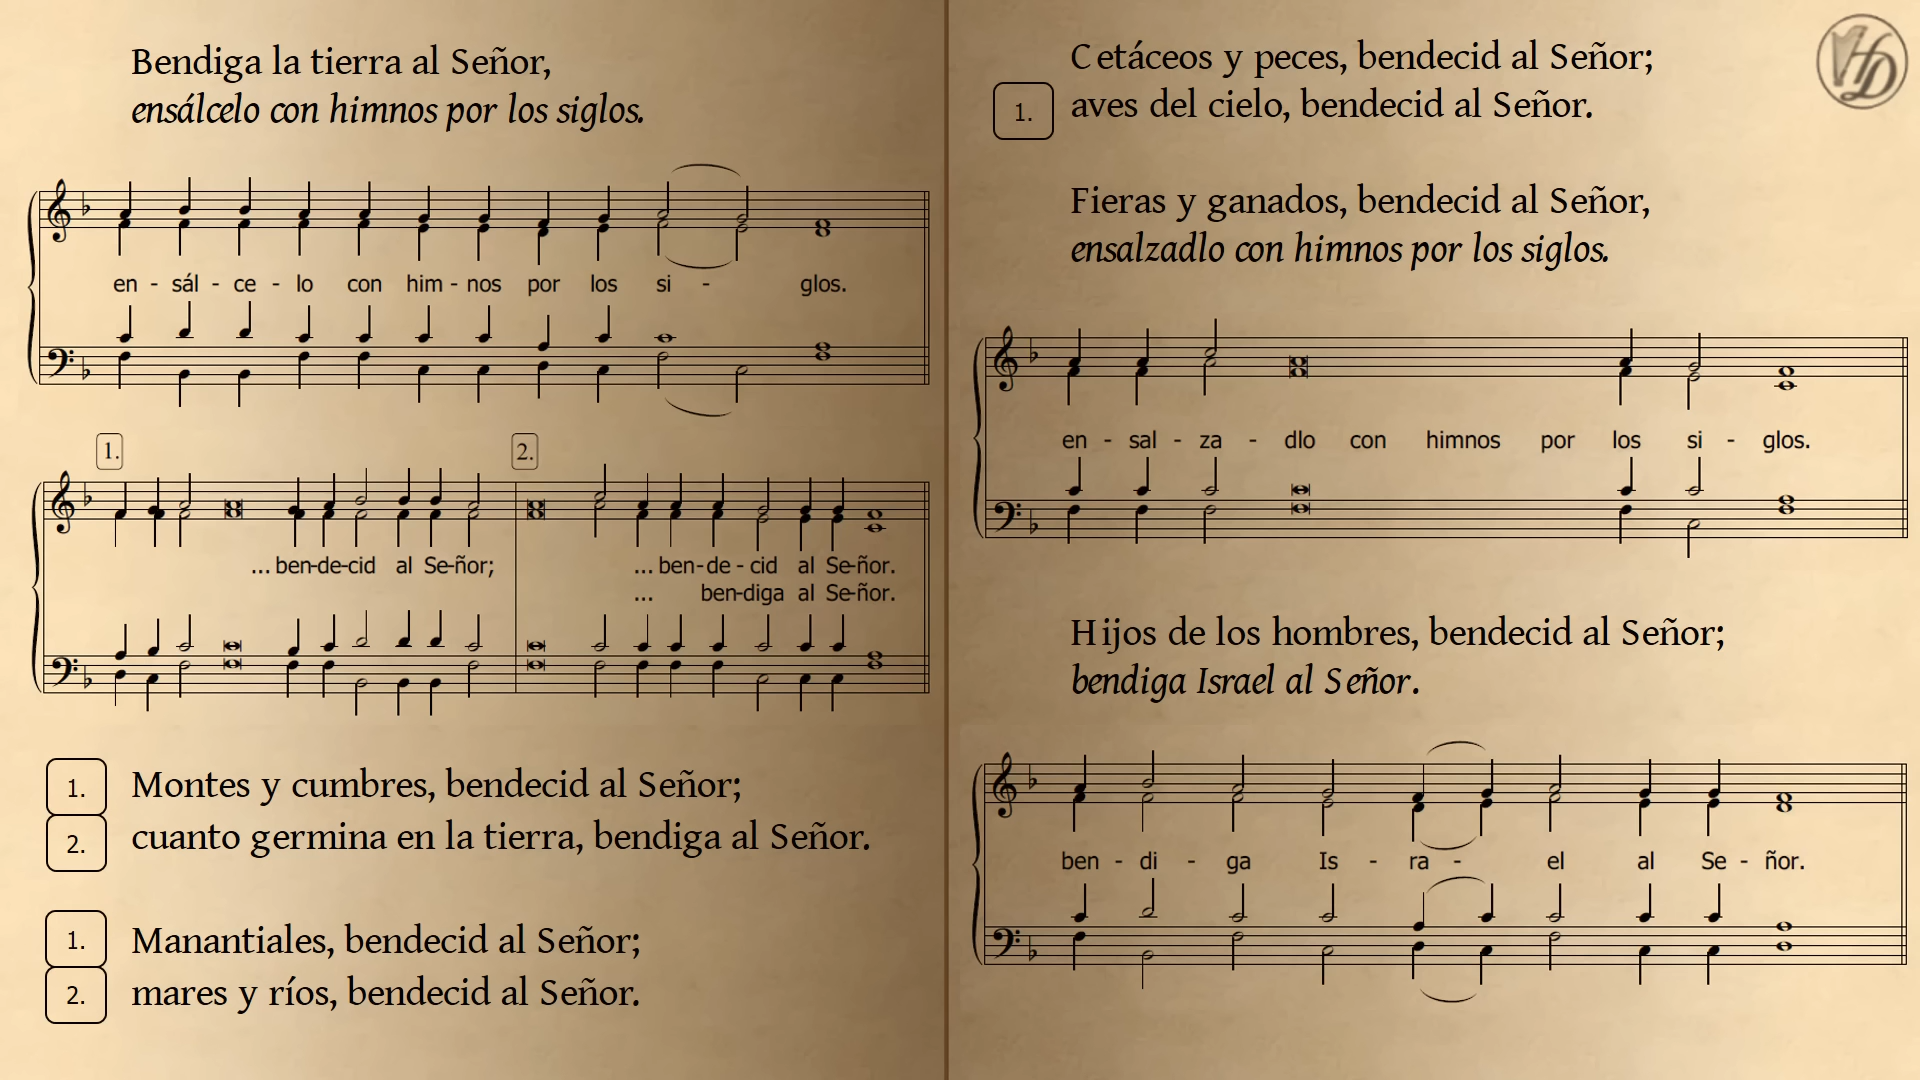 Bendiga la tierra al Señor,
ensálcelo con himnos por los siglos.
en - sál - ce - lo con him - nos por los si - glos.
1. 2.
... ben-de-cid al Se-ñor; ... ben-de-cid al Se-ñor.
... ben-diga al Se-ñor.
1. Montes y cumbres, bendecid al Señor;
2. cuanto germina en la tierra, bendiga al Señor.
1. Manantiales, bendecid al Señor;
2. mares y ríos, bendecid al Señor.
Cetáceos y peces, bendecid al Señor;
1. aves del cielo, bendecid al Señor.
Fieras y ganados, bendecid al Señor,
ensalzadlo con himnos por los siglos.
en - sal - za - dlo con himnos por los si - glos.
Hijos de los hombres, bendecid al Señor;
bendiga Israel al Señor.
ben - di - ga Is - ra - el al Se - ñor.
HD